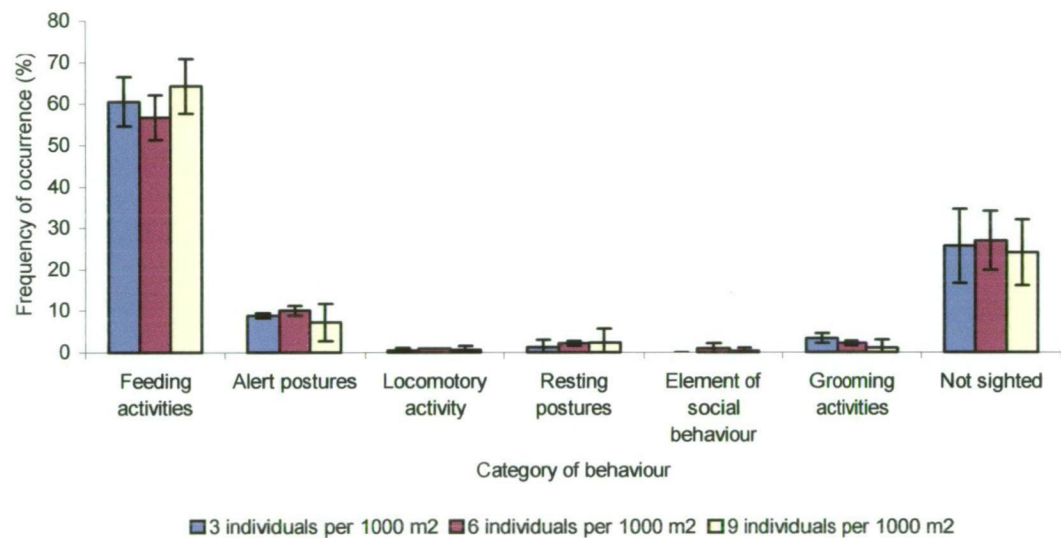 80
70
60
50
40
30
20
10
0
Frequency of occurrence (%)
Feeding
activities
Alert postures
Locomotory
activity
Resting
postures
Element of
social
behaviour
Grooming
activities
Not sighted
Category of behaviour
3 individuals per 1000 m2 6 individuals per 1000 m2 9 individuals per 1000 m2